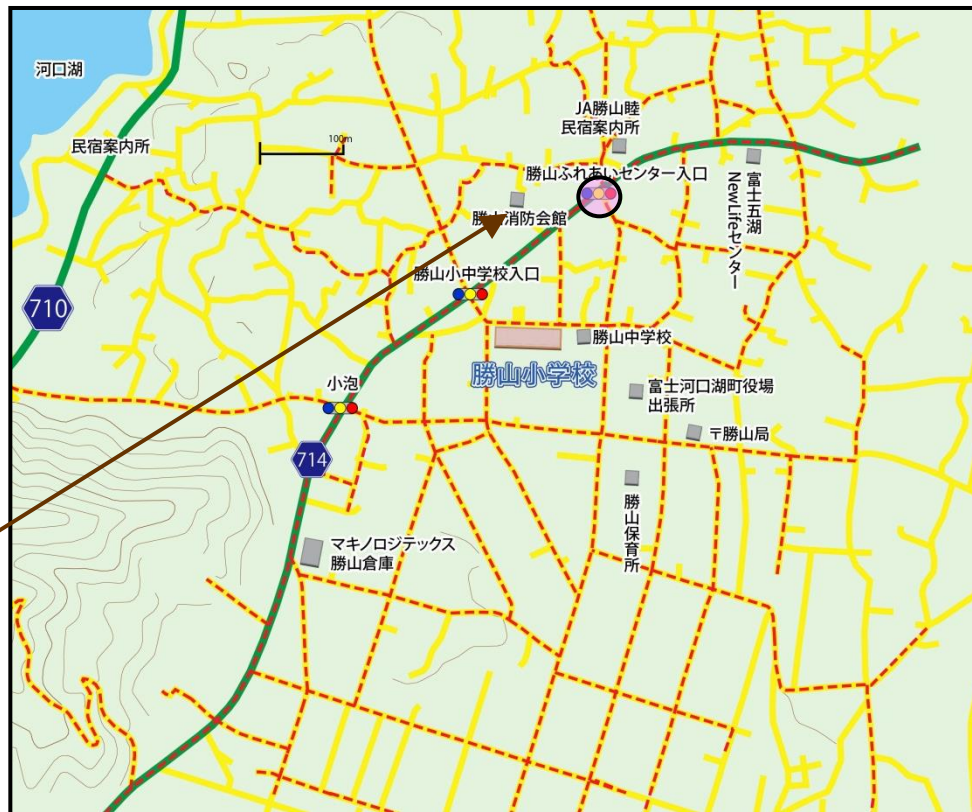 河口湖
民宿案内所
100m
JA勝山睦
民宿案内所
勝山ふれあいセンター入口
勝山消防会館
富士五湖
NewLifeセンター
勝山小中学校入口
710
勝山中学校
勝山小学校
小泡
富士河口湖町役場
出張所
〒勝山局
714
勝山保育所
マキノロジテックス
勝山倉庫